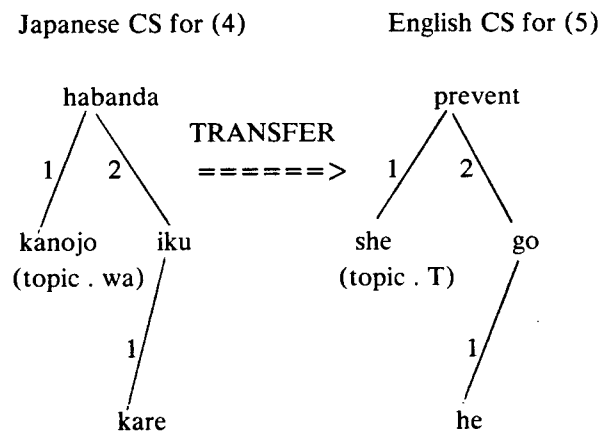 Japanese CS for (4) English CS for (5)
habanda prevent
TRANSFER
1 2 ======> 1 2
kanojo iku she go
(topic . wa) (topic . T)
1 1
kare he